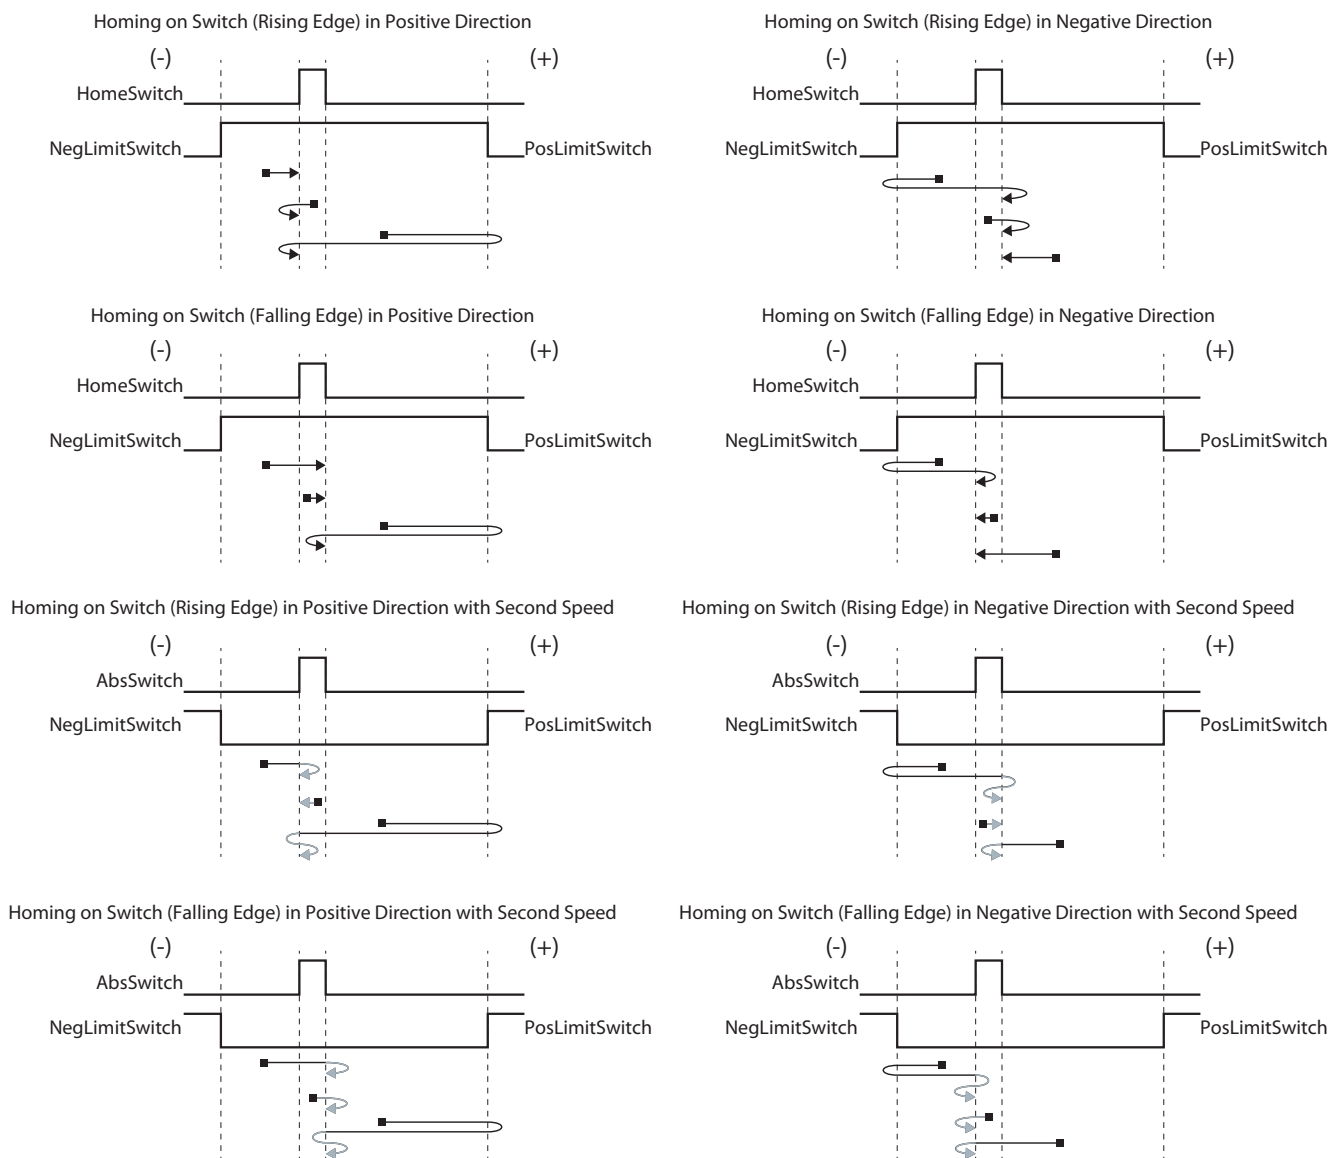 Homing on Switch (Rising Edge) in Positive Direction
(-) (+)
HomeSwitch
NegLimitSwitch PosLimitSwitch
Homing on Switch (Rising Edge) in Negative Direction
(-) (+)
HomeSwitch
NegLimitSwitch PosLimitSwitch
Homing on Switch (Falling Edge) in Positive Direction
(-) (+)
HomeSwitch
NegLimitSwitch PosLimitSwitch
Homing on Switch (Falling Edge) in Negative Direction
(-) (+)
HomeSwitch
NegLimitSwitch PosLimitSwitch
Homing on Switch (Rising Edge) in Positive Direction with Second Speed
(-) (+)
AbsSwitch
NegLimitSwitch PosLimitSwitch
Homing on Switch (Rising Edge) in Negative Direction with Second Speed
(-) (+)
AbsSwitch
NegLimitSwitch PosLimitSwitch
Homing on Switch (Falling Edge) in Positive Direction with Second Speed
(-) (+)
AbsSwitch
NegLimitSwitch PosLimitSwitch
Homing on Switch (Falling Edge) in Negative Direction with Second Speed
(-) (+)
AbsSwitch
NegLimitSwitch PosLimitSwitch